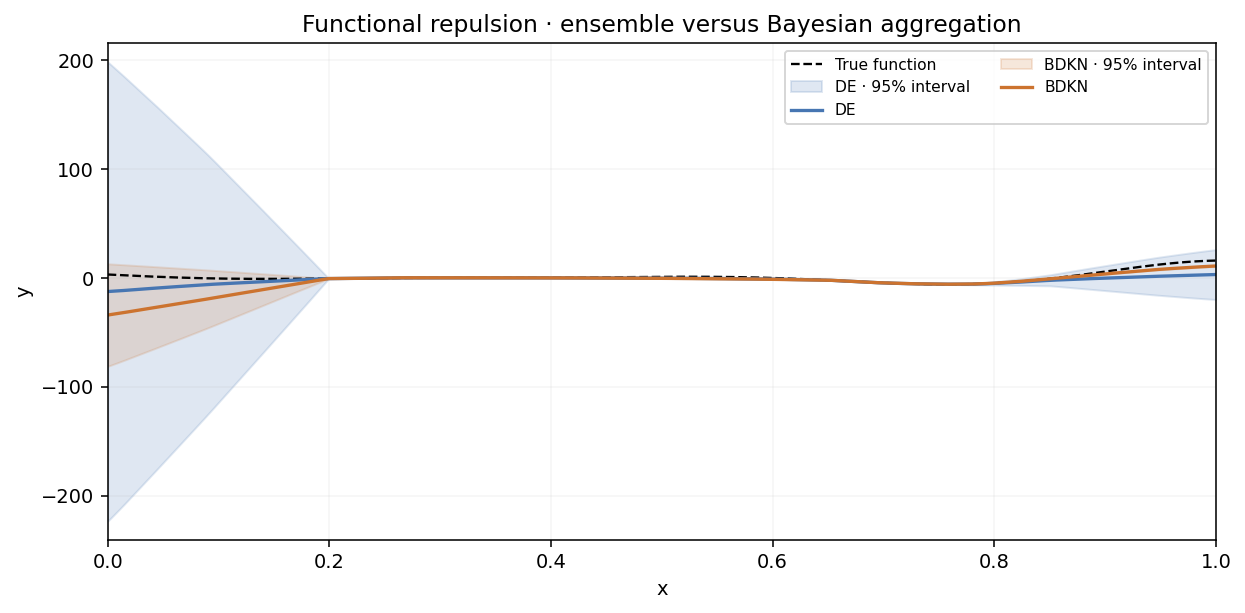 Functional repulsion · ensemble versus Bayesian aggregation
True function
DE · 95% interval
DE
BDKN · 95% interval
BDKN
y
200
100
0
−100
−200
0.0 0.2 0.4 0.6 0.8 1.0
x